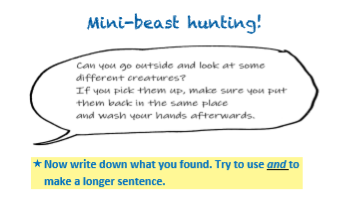 Mini-beast hunting!
Can you go outside and look at some
different creatures?
If you pick them up, make sure you put
them back in the same place
and wash your hands afterwards.
★ Now write down what you found. Try to use and to
make a longer sentence.